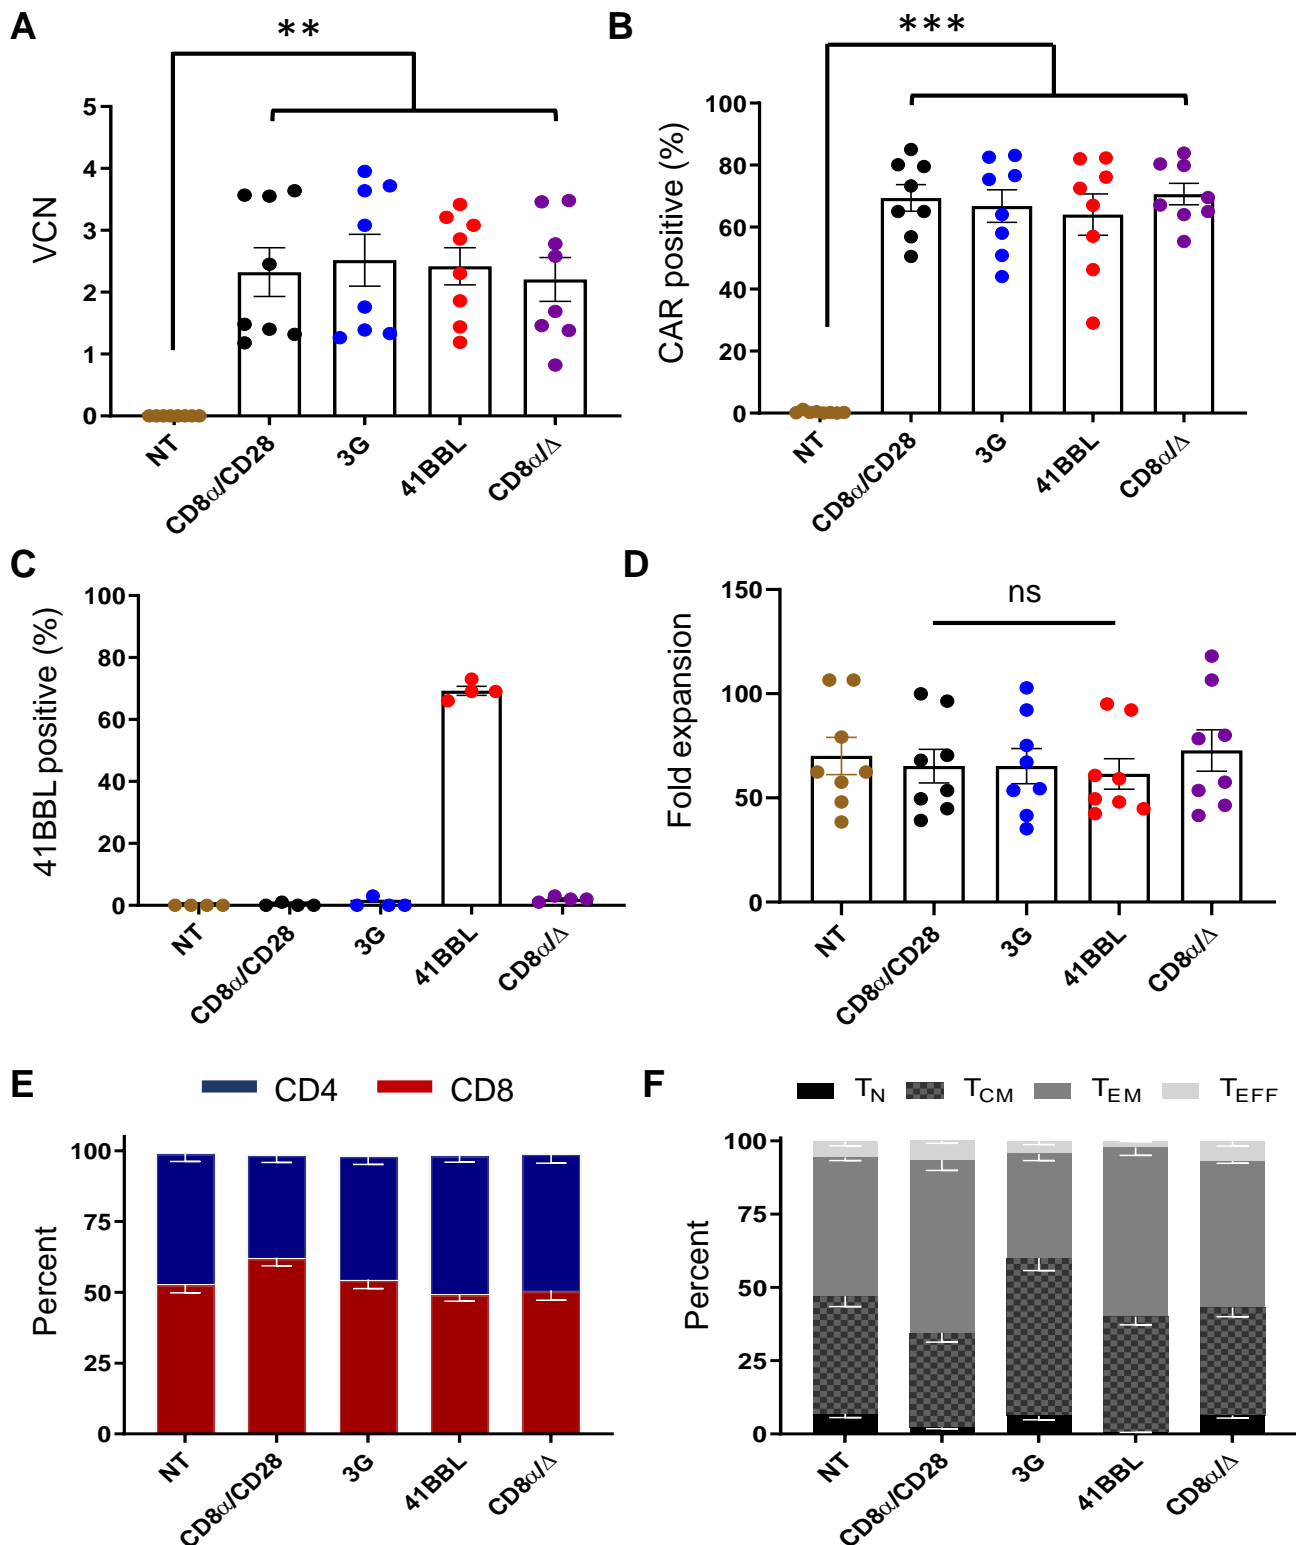 A
**
VCN
5
4
3
2
1
0
NT
CD8α/CD28
3G
41BBL
CD8α/Δ
B
***
CAR positive (%)
100
80
60
40
20
0
NT
CD8α/CD28
3G
41BBL
CD8α/Δ
C
41BBL positive (%)
100
80
60
40
20
0
NT
CD8α/CD28
3G
41BBL
CD8α/Δ
D
ns
Fold expansion
150
100
50
0
NT
CD8α/CD28
3G
41BBL
CD8α/Δ
E
CD4 CD8
Percent
100
75
50
25
0
NT
CD8α/CD28
3G
41BBL
CD8α/Δ
F
TN TCM TEM TEFF
Percent
100
75
50
25
0
NT
CD8α/CD28
3G
41BBL
CD8α/Δ